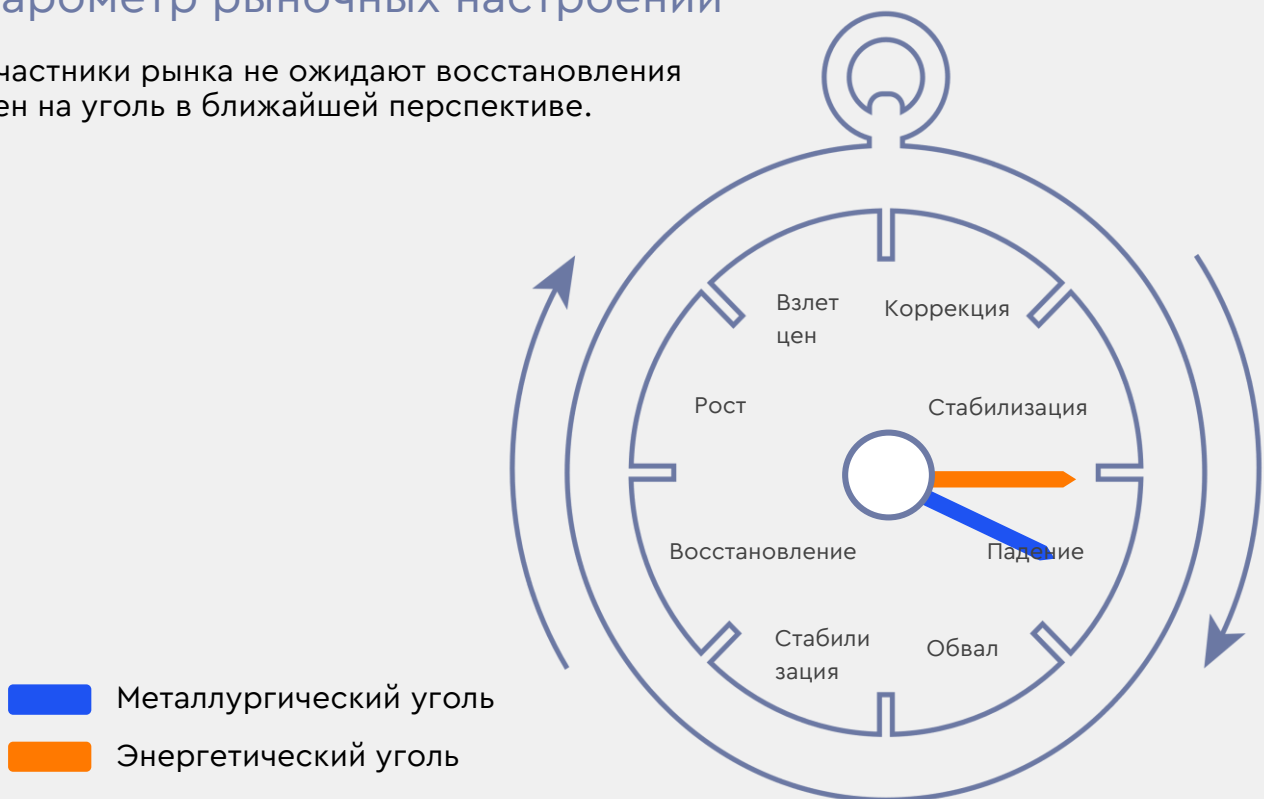 арометр рыночных настроений
частники рынка не ожидают восстановления
ен на уголь в ближайшей перспективе.
Взлет
цен
Коррекция
Рост
Стабилизация
Восстановление
Падение
Стабили
зация
Обвал
Металлургический уголь
Энергетический уголь